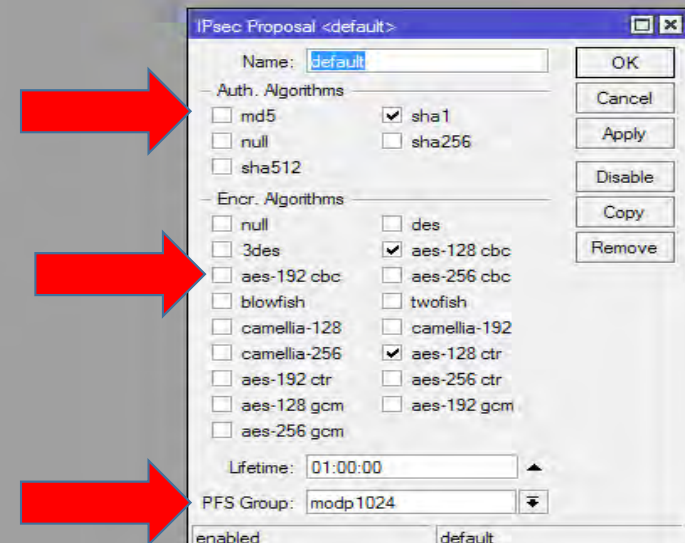 IPsec Proposal <default>
Name: default
OK
Auth. Algorithms
Cancel
md5 sha1
Apply
null sha256
sha512
Disable
Encr. Algorithms
Copy
null des
Remove
3des aes-128 cbc
aes-192 cbc aes-256 cbc
blowfish twofish
camellia-128 camellia-192
camellia-256 aes-128 ctr
aes-192 ctr aes-256 ctr
aes-128 gcm aes-192 gcm
aes-256 gcm
Lifetime: 01:00:00
PFS Group: modp1024
enabled default